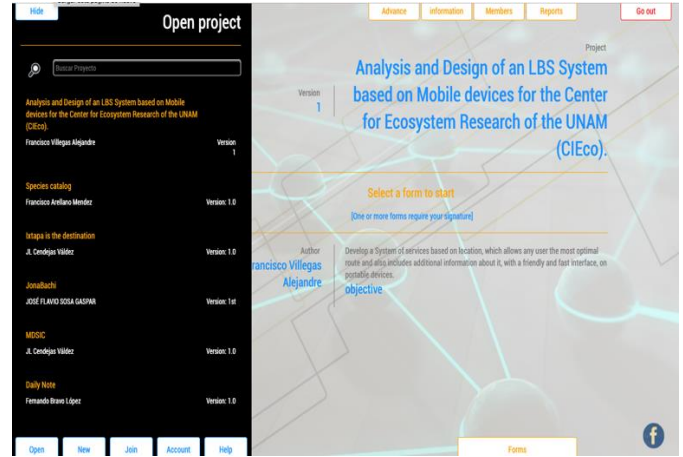 Hide
Open project
Buscar Proyecto
Analysis and Design of an LBS System based on Mobile
devices for the Center for Ecosystem Research of the UNAM
(CIEco).
Francisco Villegas Alejandre Version
1
Species catalog
Francisco Arellano Mendez Version: 1.0
Ixtapa is the destination
JL Cendejas Váldez Version: 1.0
JonaBachi
JOSÉ FLAVIO SOSA GASPAR Version: 1st
MDSIC
JL Cendejas Váldez Version: 1.0
Daily Note
Fernando Bravo López Version: 1.0
Open New Join Account Help
Advance information Members Reports Go out
Project
Analysis and Design of an LBS System
based on Mobile devices for the Center
for Ecosystem Research of the UNAM
(CIEco).
Version
1
Select a form to start
[One or more forms require your signature]
Author
rancisco Villegas
Alejandre
Develop a System of services based on location, which allows any user the most optimal
route and also includes additional information about it, with a friendly and fast interface, on
portable devices.
objective
Forms
f